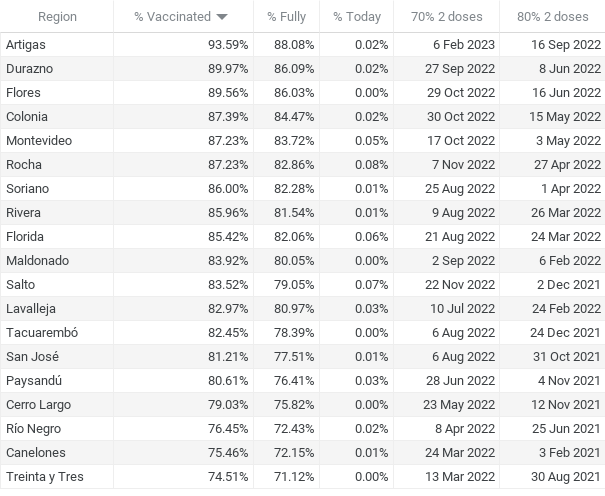 Region % Vaccinated % Fully % Today 70% 2 doses 80% 2 doses
Artigas 93.59% 88.08% 0.02% 6 Feb 2023 16 Sep 2022
Durazno 89.97% 86.09% 0.02% 27 Sep 2022 8 Jun 2022
Flores 89.56% 86.03% 0.00% 29 Oct 2022 16 Jun 2022
Colonia 87.39% 84.47% 0.02% 30 Oct 2022 15 May 2022
Montevideo 87.23% 83.72% 0.05% 17 Oct 2022 3 May 2022
Rocha 87.23% 82.86% 0.08% 7 Nov 2022 27 Apr 2022
Soriano 86.00% 82.28% 0.01% 25 Aug 2022 1 Apr 2022
Rivera 85.96% 81.54% 0.01% 9 Aug 2022 26 Mar 2022
Florida 85.42% 82.06% 0.06% 21 Aug 2022 24 Mar 2022
Maldonado 83.92% 80.05% 0.00% 2 Sep 2022 6 Feb 2022
Salto 83.52% 79.05% 0.07% 22 Nov 2022 2 Dec 2021
Lavalleja 82.97% 80.97% 0.03% 10 Jul 2022 24 Feb 2022
Tacuarembó 82.45% 78.39% 0.00% 6 Aug 2022 24 Dec 2021
San José 81.21% 77.51% 0.01% 6 Aug 2022 31 Oct 2021
Paysandú 80.61% 76.41% 0.03% 28 Jun 2022 4 Nov 2021
Cerro Largo 79.03% 75.82% 0.00% 23 May 2022 12 Nov 2021
Río Negro 76.45% 72.43% 0.02% 8 Apr 2022 25 Jun 2021
Canelones 75.46% 72.15% 0.01% 24 Mar 2022 3 Feb 2021
Treinta y Tres 74.51% 71.12% 0.00% 13 Mar 2022 30 Aug 2021